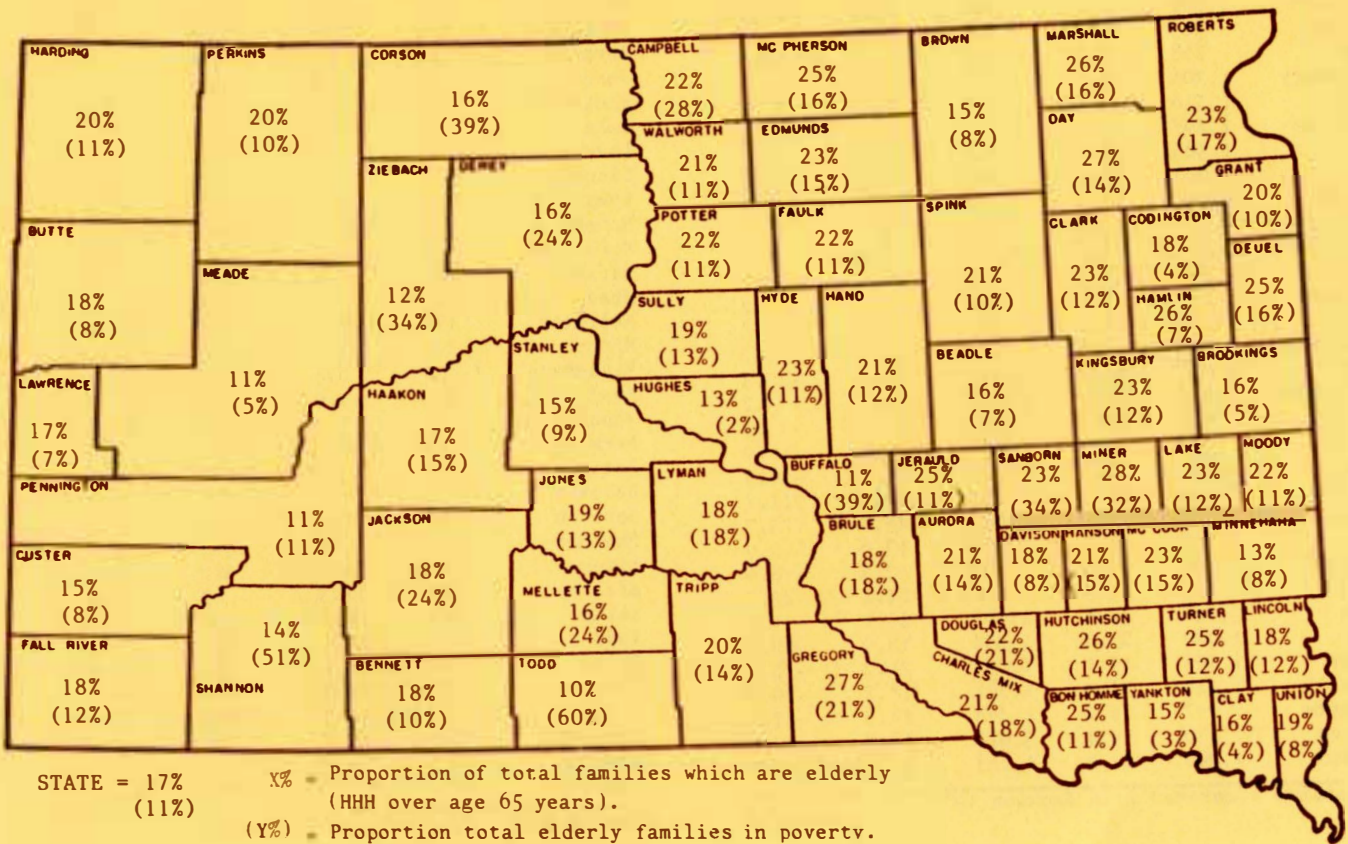 HARDING
20%
(11%)
PERKINS
20%
(10%)
CORSON
16%
(39%)
CAMPBELL
22%
(28%)
MC PHERSON
25%
(16%)
BROWN
15%
(8%)
MARSHALL
26%
(16%)
ROBERTS
23%
(17%)
WALWORTH
21%
(11%)
EDMUNDS
23%
(15%)
DAY
27%
(14%)
GRANT
20%
(10%)
ZIEBACH
12%
(34%)
DEWEY
16%
(24%)
POTTER
22%
(11%)
FAULK
22%
(11%)
SPINK
21%
(10%)
CLARK
23%
(12%)
CODINGTON
18%
(4%)
DEUEL
25%
(16%)
BUTTE
18%
(8%)
MEADE
11%
(5%)
SULLY
19%
(13%)
HYDE
23%
(11%)
HAND
21%
(12%)
HAMLIN
26%
(7%)
LAWRENCE
17%
(7%)
HAAKON
17%
(15%)
STANLEY
15%
(9%)
HUGHES
13%
(2%)
BEADLE
16%
(7%)
KINGSBURY
23%
(12%)
BROOKINGS
16%
(5%)
PENNINGTON
11%
(11%)
JACKSON
18%
(24%)
JONES
19%
(13%)
LYMAN
18%
(18%)
BUFFALO
11%
(39%)
JERAULD
25%
(11%)
SANBORN
23%
(34%)
MINER
28%
(32%)
LAKE
23%
(12%)
MOODY
22%
(11%)
CUSTER
15%
(8%)
BRULE
18%
(18%)
AURORA
21%
(14%)
DAVISON
18%
(8%)
HANSON
21%
(15%)
MC COOK
23%
(15%)
MINNEHAHA
13%
(8%)
FALL RIVER
18%
(12%)
SHANNON
14%
(51%)
BENNETT
18%
(10%)
MELLETTE
16%
(24%)
TODD
10%
(60%)
TRIPP
20%
(14%)
GREGORY
27%
(21%)
DOUGLAS
22%
(21%)
CHARLES MIX
21%
(18%)
HUTCHINSON
26%
(14%)
TURNER
25%
(12%)
LINCOLN
18%
(12%)
BON HOMME
25%
(11%)
YANKTON
15%
(3%)
CLAY
16%
(4%)
UNION
19%
(8%)
STATE = 17%
(11%)
X% = Proportion of total families which are elderly
(HHH over age 65 years).
(Y%) = Proportion total elderly families in poverty.